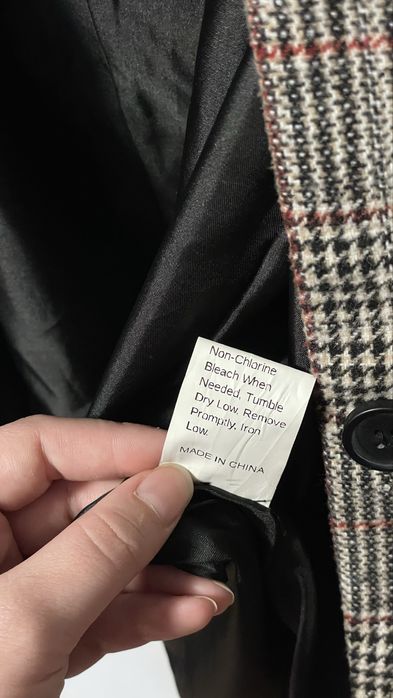 Non-Chlorine
Bleach When
Needed, Tumble
Dry Low, Remove
Promptly, Iron
Low.
MADE IN CHINA